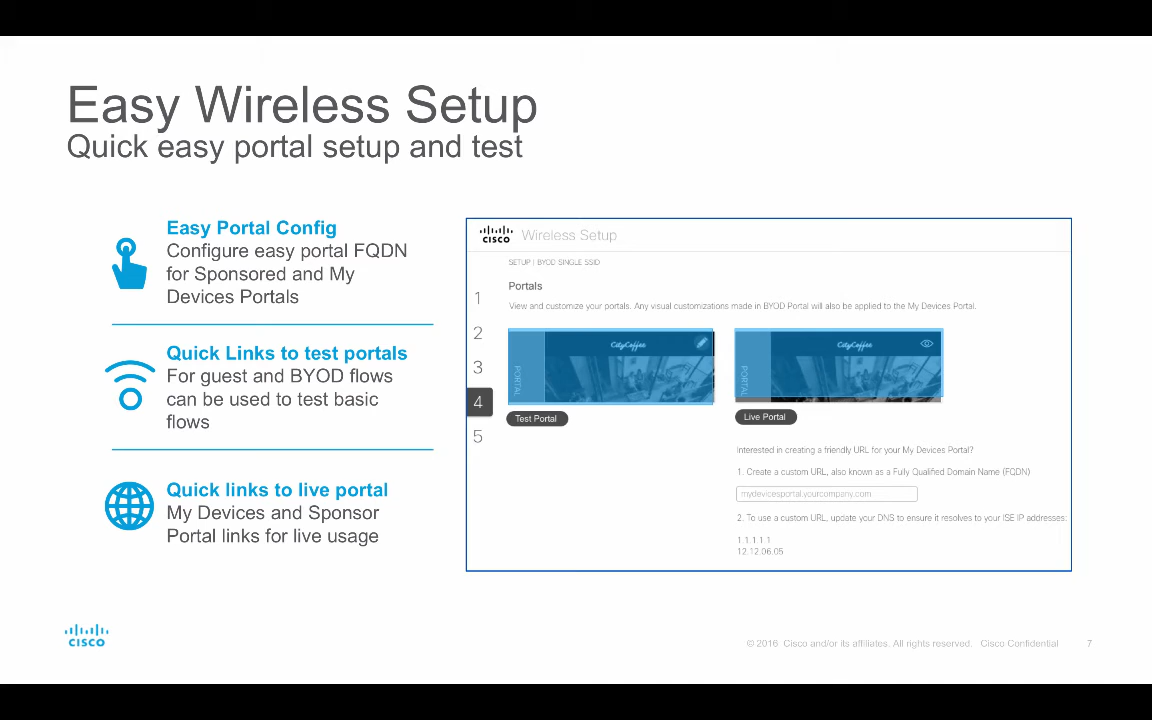 Easy Wireless Setup
Quick easy portal setup and test
Easy Portal Config
Configure easy portal FQDN
for Sponsored and My
Devices Portals
Quick Links to test portals
For guest and BYOD flows
can be used to test basic
flows
Quick links to live portal
My Devices and Sponsor
Portal links for live usage
CISCO
Wireless Setup
SETUP | BYOD SINGLE SSID
Portals
View and customize your portals. Any visual customizations made in BYOD Portal will also be applied to the My Devices Portal.
1
2
3
4
5
CityCoffee
PORTAL
Test Portal
CityCoffee
PORTAL
Live Portal
Interested in creating a friendly URL for your My Devices Portal?
1. Create a custom URL, also known as a Fully Qualified Domain Name (FQDN)
mydevicesportal.yourcompany.com
2. To use a custom URL, update your DNS to ensure it resolves to your ISE IP addresses:
1.1.1.1.1
12.12.06.05
CISCO
© 2016 Cisco and/or its affiliates. All rights reserved. Cisco Confidential
7